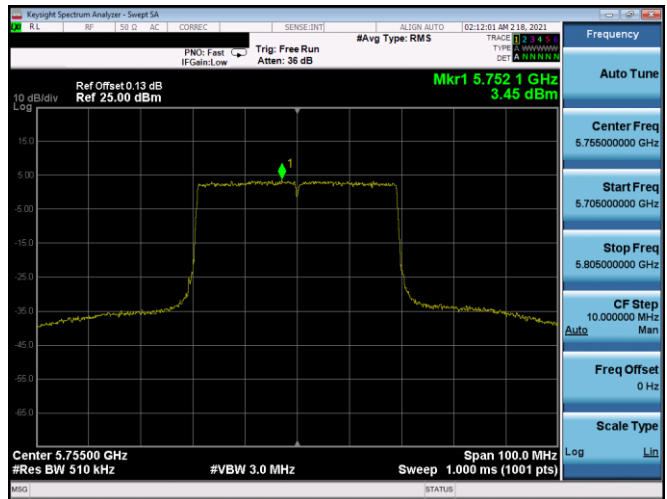 Keysight Spectrum Analyzer - Swept SA
RL RF 50 Ω AC CORREC SENSE:INT ALIGN AUTO 02:12:01 AM 2 18, 2021
#Avg Type: RMS TRACE 1 2 3 4 5 6
PNO: Fast Trig: Free Run TYPE A WWWWW
IFGain:Low Atten: 36 dB DET A N N N N N
Frequency
Auto Tune
Mkr1 5.752 1 GHz
3.45 dBm
Ref Offset 0.13 dB
10 dB/div Ref 25.00 dBm
Log
15.0
1
5.00
-5.00
-15.0
-25.0
-35.0
-45.0
-55.0
-65.0
Center Freq
5.755000000 GHz
Start Freq
5.705000000 GHz
Stop Freq
5.805000000 GHz
CF Step
10.000000 MHz
Auto Man
Freq Offset
0 Hz
Scale Type
Log Lin
Center 5.75500 GHz Span 100.0 MHz
#Res BW 510 kHz #VBW 3.0 MHz Sweep 1.000 ms (1001 pts)
MSG STATUS